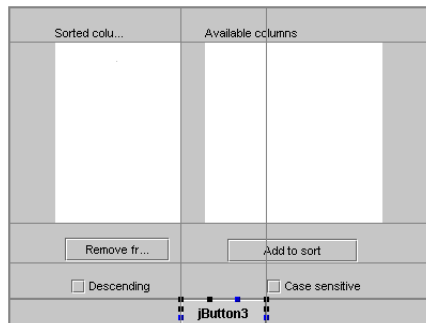 Sorted colu... Available columns
Remove fr... Add to sort
Descending Case sensitive
jButton3